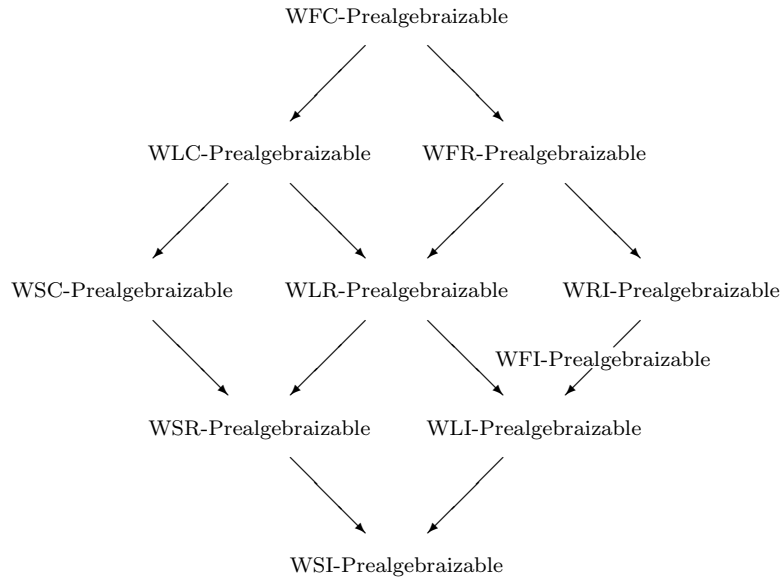 WFC-Prealgebraizable
WLC-Prealgebraizable WFR-Prealgebraizable
WSC-Prealgebraizable WLR-Prealgebraizable WRI-Prealgebraizable
WFI-Prealgebraizable
WSR-Prealgebraizable WLI-Prealgebraizable
WSI-Prealgebraizable